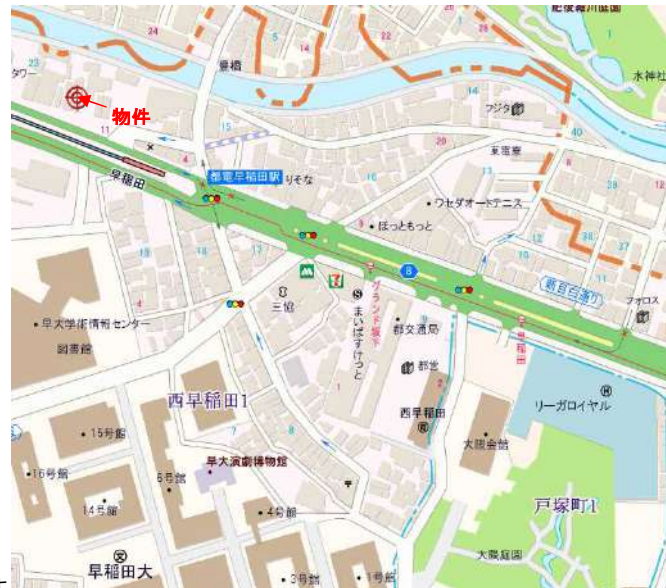 肥後細川庭園
水神社
豊橋
タワー
物件
フジタ
東電寮
都電早稲田駅
りそな
早稲田
ワセダオードテニス
ほっともっと
8
新目白通り
フォロス
グランド坂下
三恊
まいばすけっと
都交通局
都営
早稲田
早大学術情報センター
図書館
西早稲田1
西早稲田
リーガロイヤル
大隈会館
15号館
16号館
6号館
14号館
早大演劇博物館
4号館
戸塚町1
早稲田大
3号館
1号館
大隈庭園